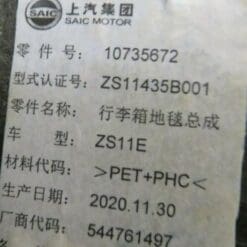 上汽集团
SAIC SAIC MOTOR
零件号: 10735672
型式认证号: ZS11435B001
零件名称: 行李箱地毯总成
车型: ZS11E
材料代码: >PET+PHC<
生产日期: 2020.11.30
厂商代码: 544761497